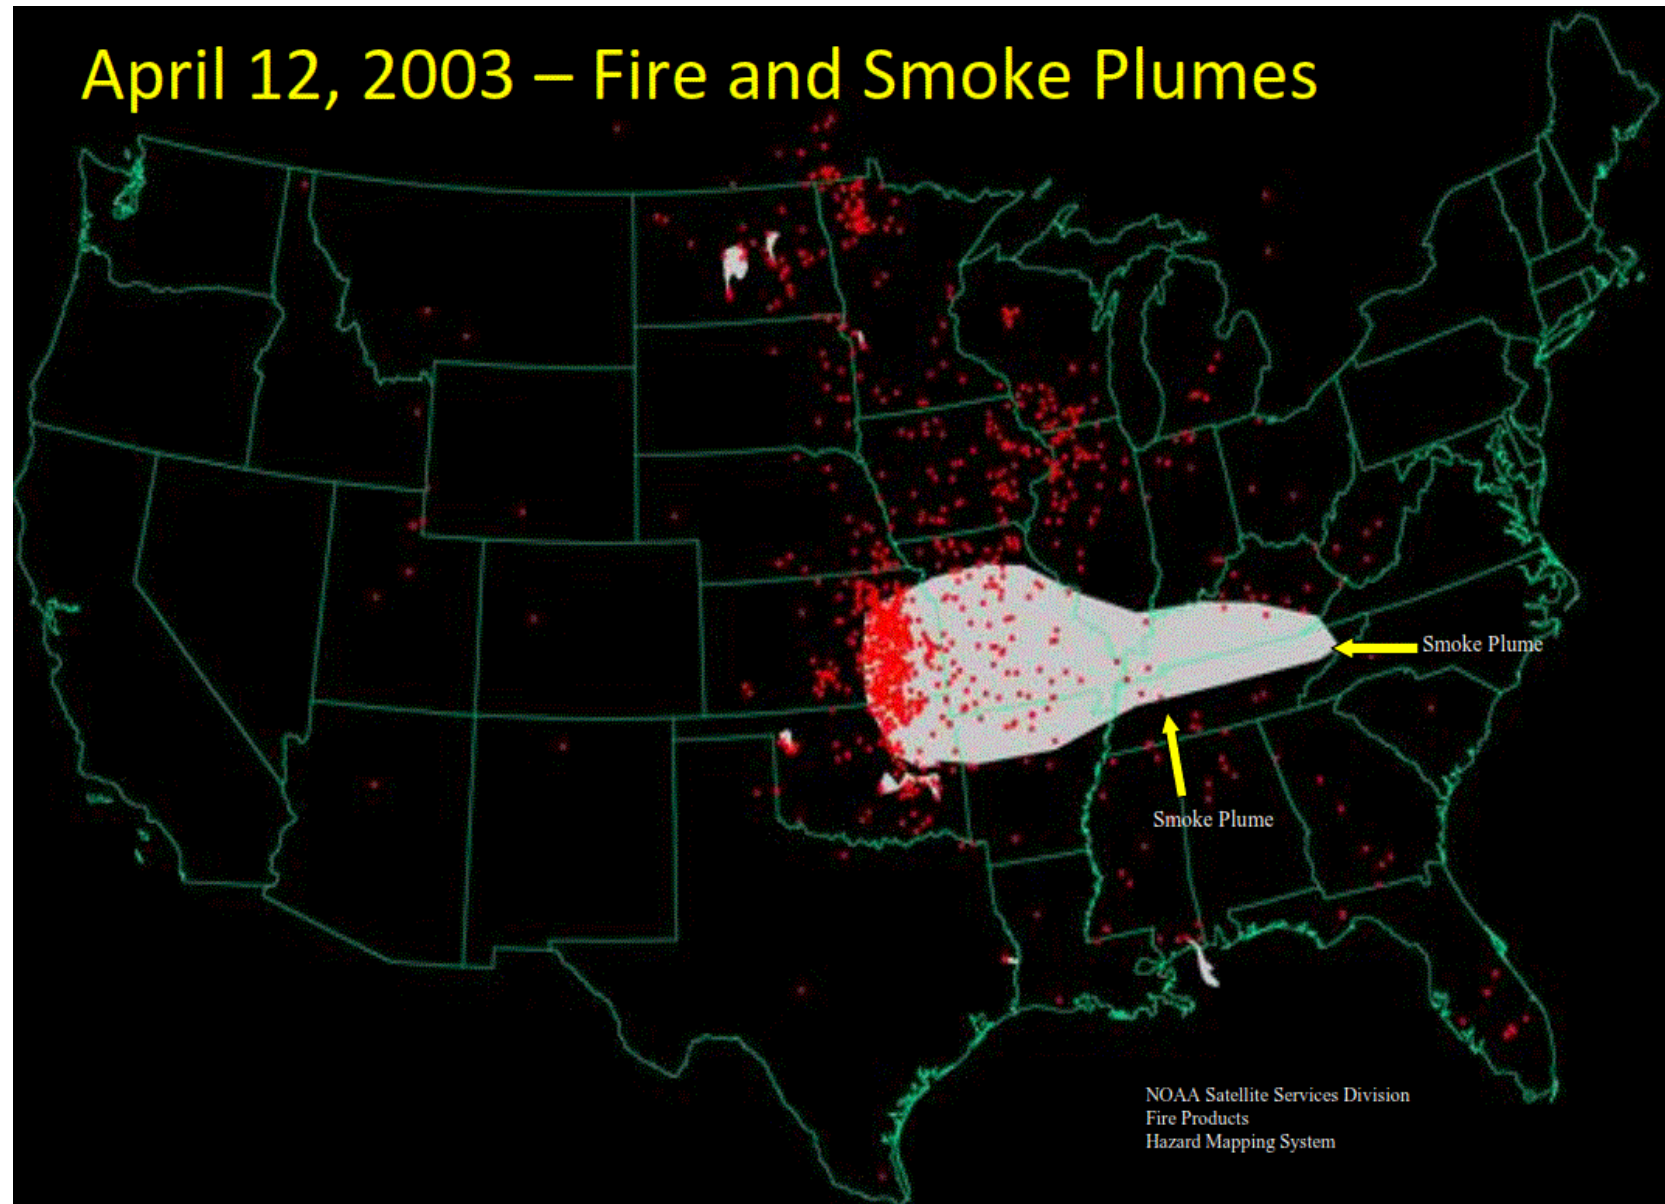 April 12, 2003 – Fire and Smoke Plumes
Smoke Plume
Smoke Plume
NOAA Satellite Services Division
Fire Products
Hazard Mapping System